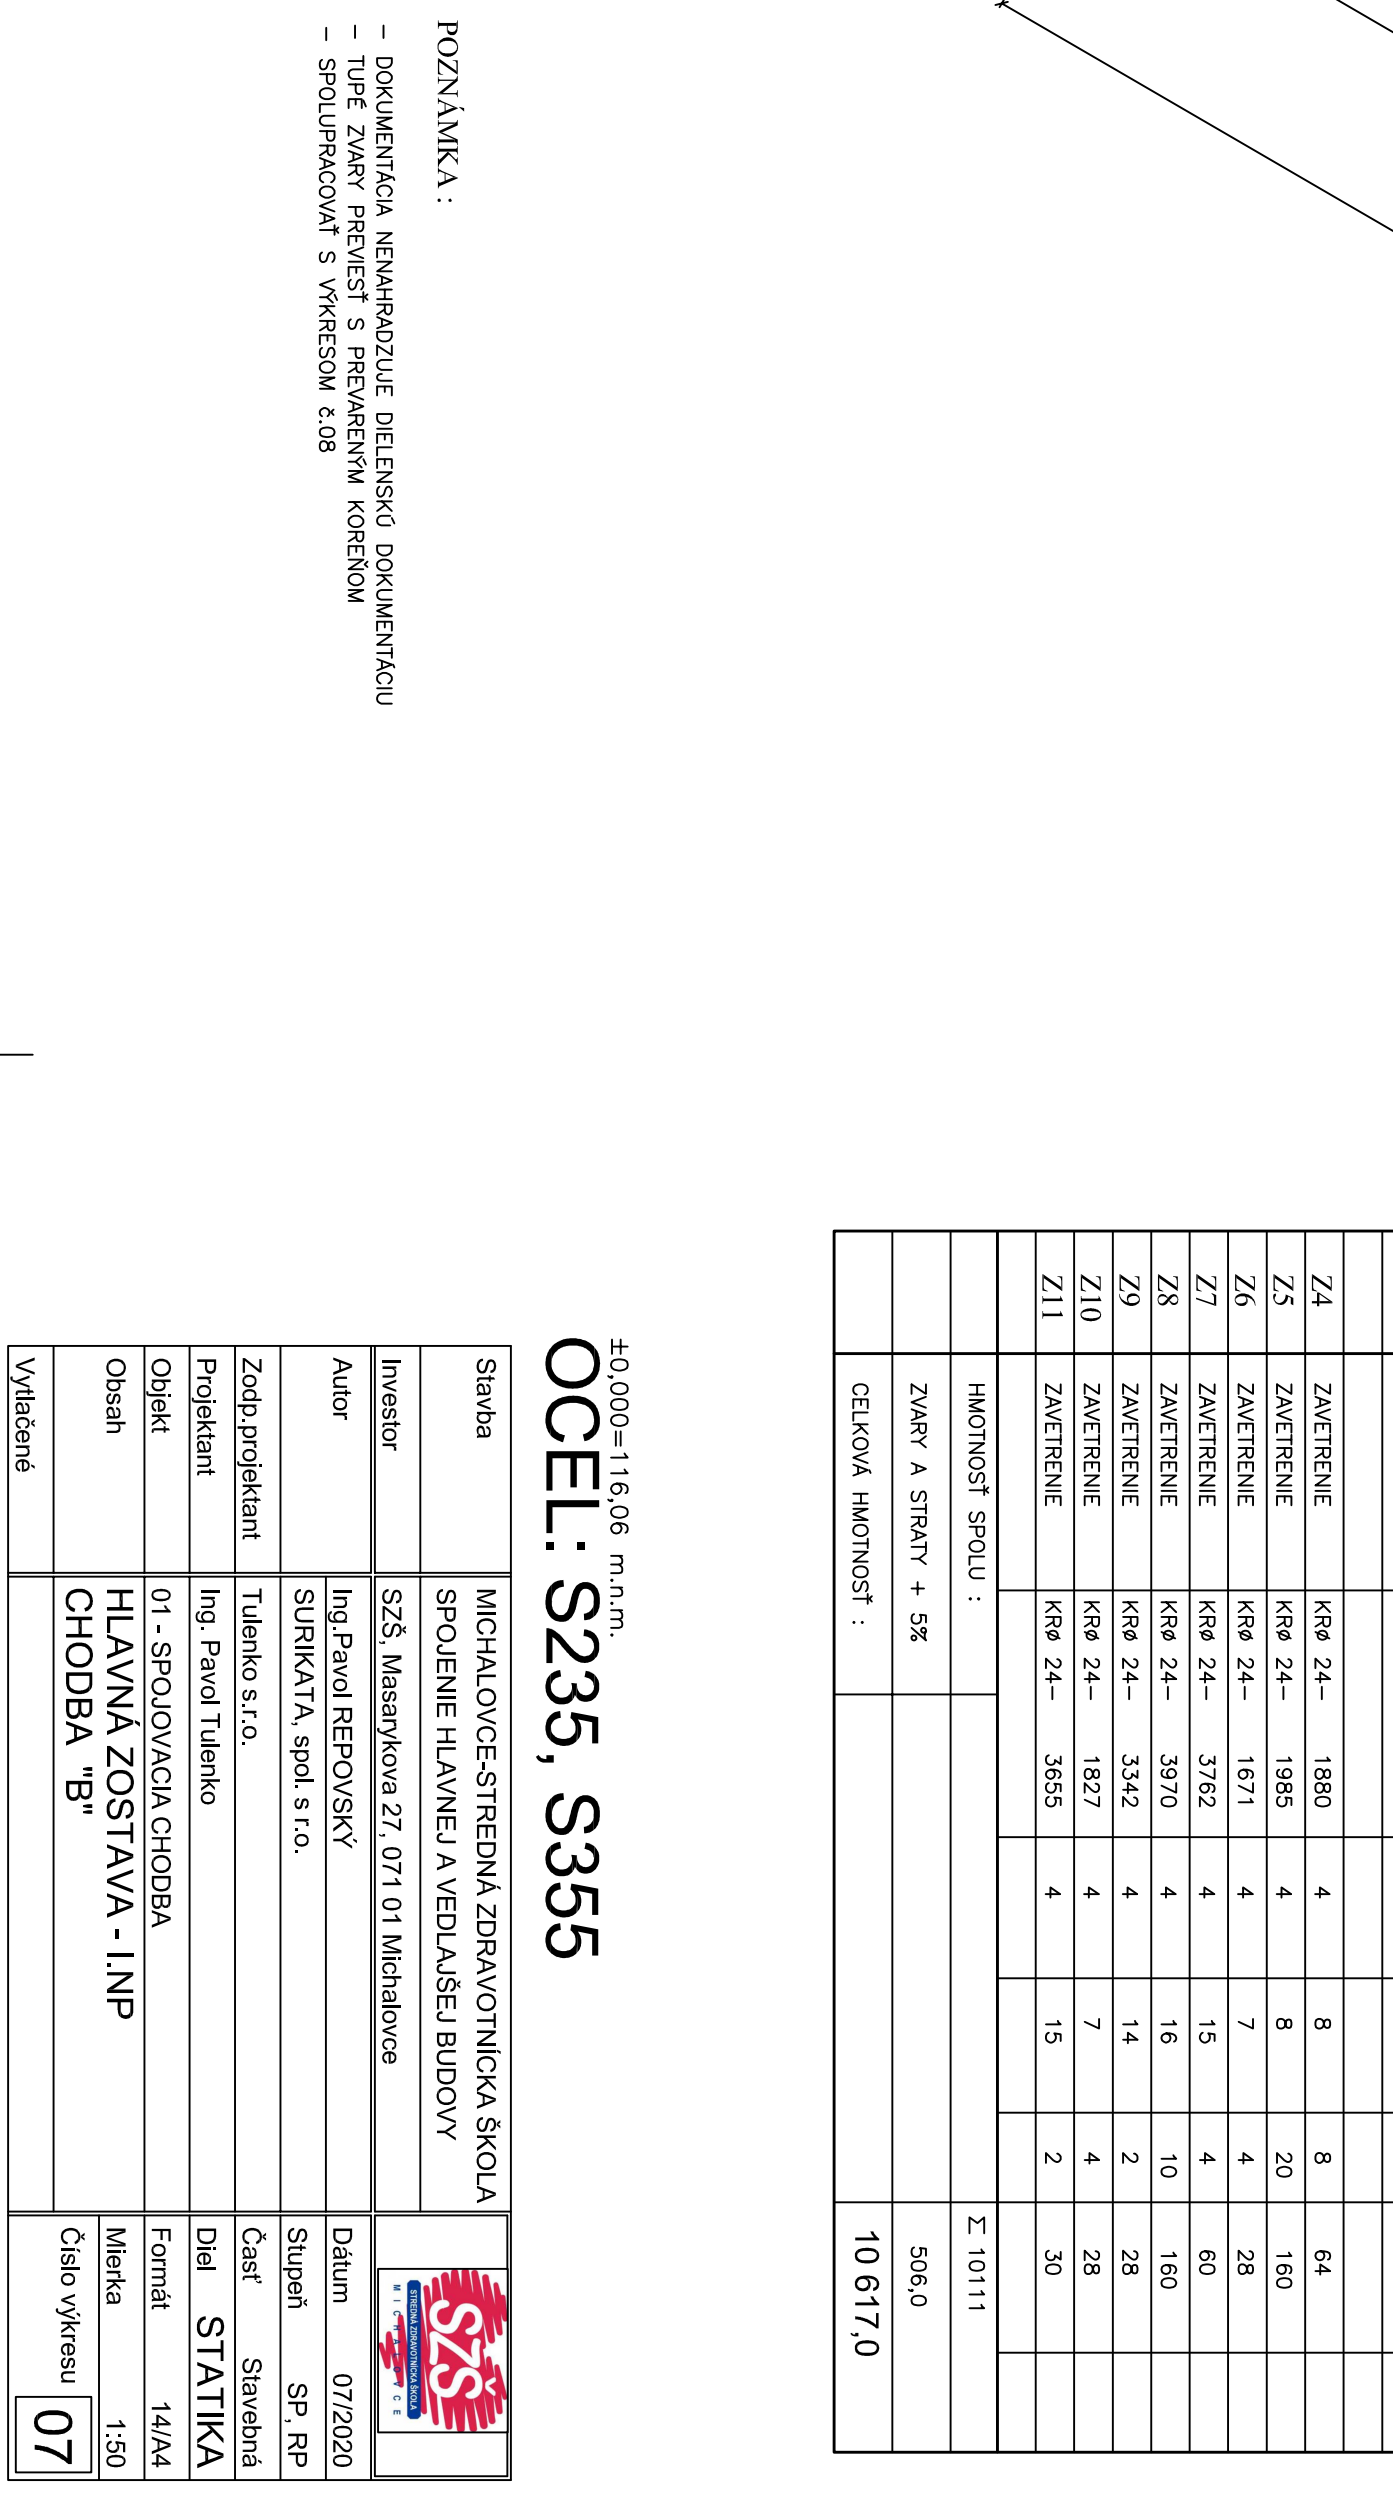 Z4 ZAVETRENIE KRø 24– 1880 4 8 8 64
Z5 ZAVETRENIE KRø 24– 1985 4 8 20 160
Z6 ZAVETRENIE KRø 24– 1671 4 7 4 28
Z7 ZAVETRENIE KRø 24– 3762 4 15 4 60
Z8 ZAVETRENIE KRø 24– 3970 4 16 10 160
Z9 ZAVETRENIE KRø 24– 3342 4 14 2 28
Z10 ZAVETRENIE KRø 24– 1827 4 7 4 28
Z11 ZAVETRENIE KRø 24– 3655 4 15 2 30
HMOTNOSŤ SPOLU : Σ 10111
ZVARY A STRATY + 5% 506,0
CELKOVÁ HMOTNOSŤ : 10 617,0
POZNÁMKA :
– DOKUMENTÁCIA NENAHRADZUJE DIELENSKÚ DOKUMENTÁCIU
– TUPÉ ZVARY PREVIESŤ S PREVARENÝM KOREŇOM
– SPOLUPRACOVAŤ S VÝKRESOM č.08
±0,000=116,06 m.n.m.
OCEL: S235, S355
Stavba MICHALOVCE-STREDNÁ ZDRAVOTNÍCKA ŠKOLA
SPOJENIE HLAVNEJ A VEDLAJŠEJ BUDOVY
Investor SZŠ, Masarykova 27, 071 01 Michalovce
SZŠ
STREDNÁ ZDRAVOTNÍCKA ŠKOLA
MICHALOVCE
Autor Ing.Pavol REPOVSKÝ Dátum 07/2020
SURIKATA, spol. s r.o. Stupeň SP, RP
Zodp.projektant Tulenko s.r.o. Časť Stavebná
Projektant Ing. Pavol Tulenko Diel STATIKA
Objekt 01 - SPOJOVACIA CHODBA Formát 14/A4
Obsah HLAVNÁ ZOSTAVA - I.NP Mierka 1:50
CHODBA "B" Číslo výkresu 07
Vytlačené